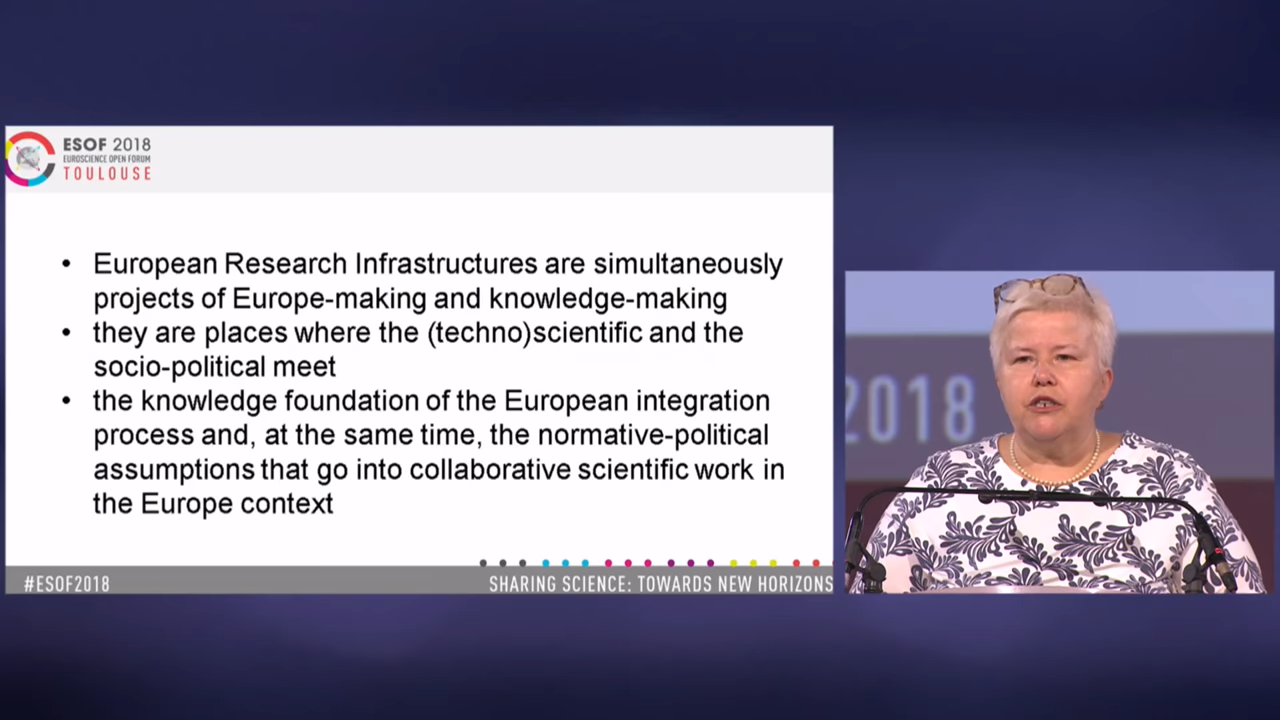 ESOF 2018
EUROSCIENCE OPEN FORUM
TOULOUSE
• European Research Infrastructures are simultaneously
projects of Europe-making and knowledge-making
• they are places where the (techno)scientific and the
socio-political meet
• the knowledge foundation of the European integration
process and, at the same time, the normative-political
assumptions that go into collaborative scientific work in
the Europe context
#ESOF2018
SHARING SCIENCE: TOWARDS NEW HORIZONS
2018